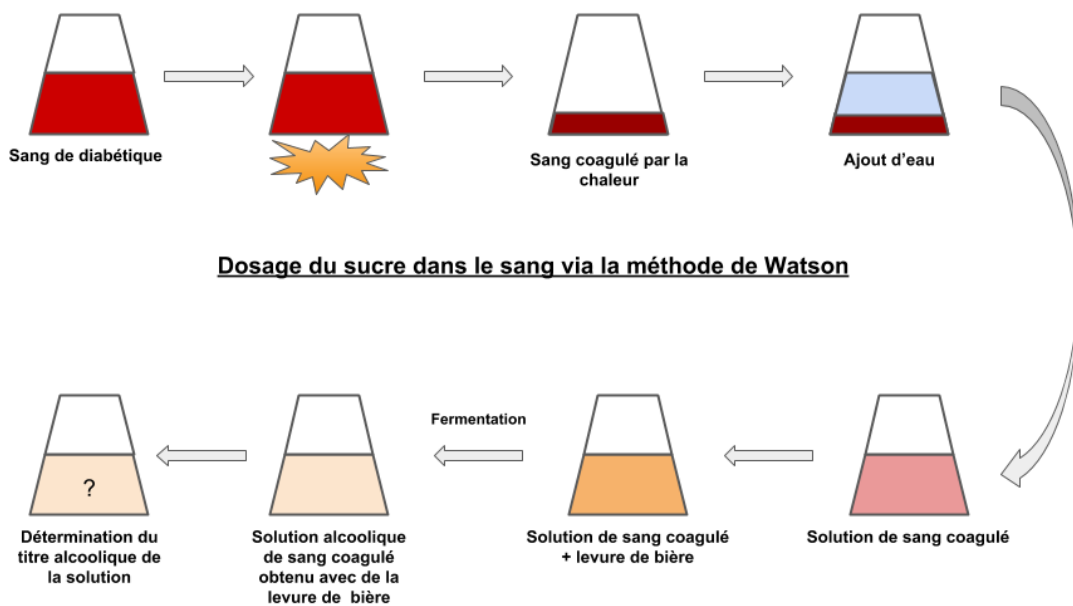 Sang de diabétique
Sang coagulé par la
chaleur
Ajout d'eau
Dosage du sucre dans le sang via la méthode de Watson
Fermentation
?
Détermination du
titre alcoolique de
la solution
Solution alcoolique
de sang coagulé
obtenu avec de la
levure de bière
Solution de sang coagulé
+ levure de bière
Solution de sang coagulé